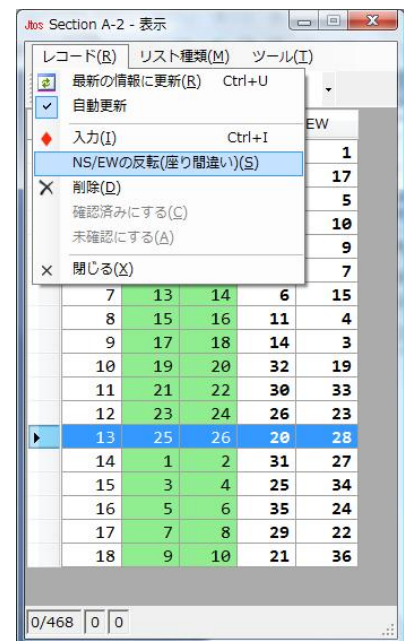 Jtos Section A-2 - 表示
レコード(R) リスト種類(M) ツール(T)
最新の情報に更新(R) Ctrl+U
自動更新
入力(I) Ctrl+I
NS/EWの反転(座り間違い)(S)
削除(D)
確認済みにする(C)
未確認にする(A)
閉じる(X)
EW
1
17
5
10
9
7
7 13 14 6 15
8 15 16 11 4
9 17 18 14 3
10 19 20 32 19
11 21 22 30 33
12 23 24 26 23
13 25 26 20 28
14 1 2 31 27
15 3 4 25 34
16 5 6 35 24
17 7 8 29 22
18 9 10 21 36
0/468 0 0